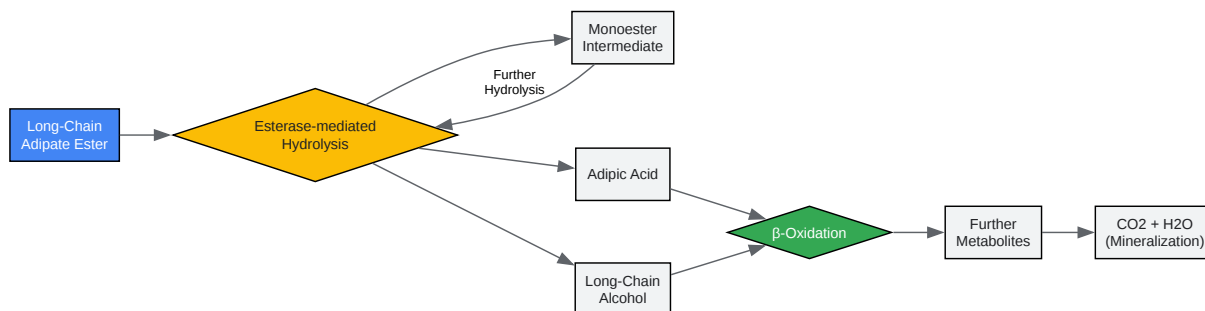 Long-Chain
Adipate Ester
Esterase-mediated
Hydrolysis
Monoester
Intermediate
Further
Hydrolysis
Adipic Acid
Long-Chain
Alcohol
β-Oxidation
Further
Metabolites
CO2 + H2O
(Mineralization)